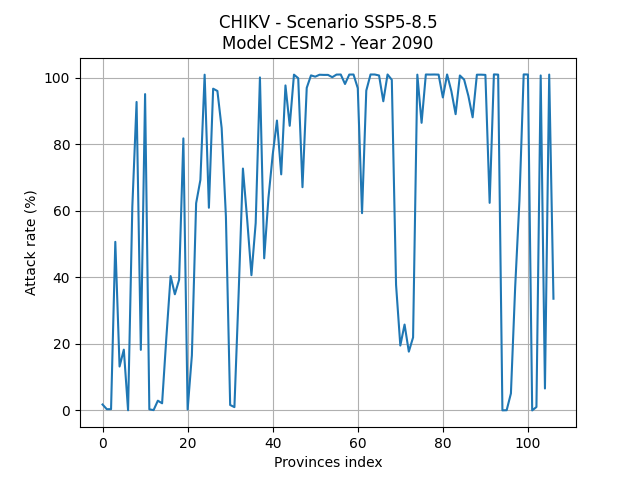 CHIKV - Scenario SSP5-8.5
Model CESM2 - Year 2090
Attack rate (%)
100
80
60
40
20
0
0 20 40 60 80 100
Provinces index